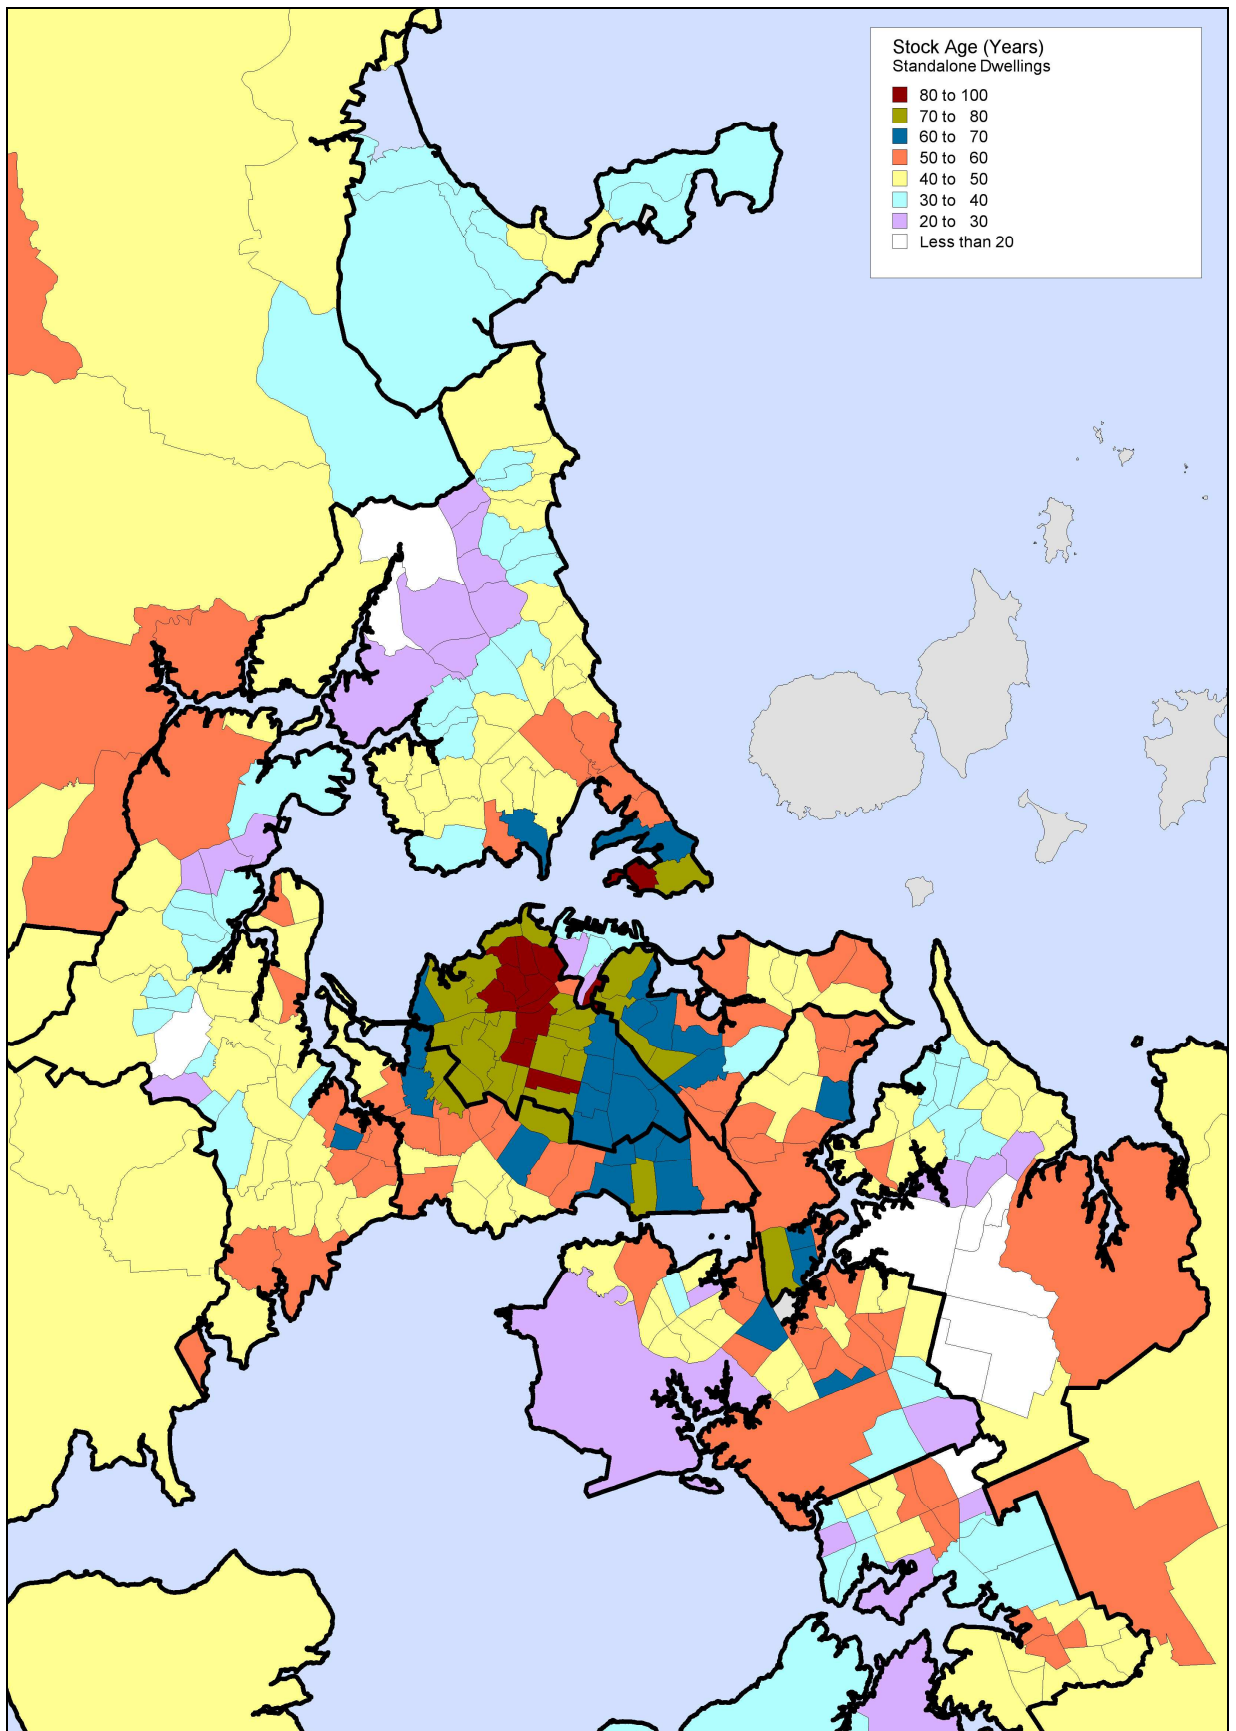 Stock Age (Years)
Standalone Dwellings
80 to 100
70 to 80
60 to 70
50 to 60
40 to 50
30 to 40
20 to 30
Less than 20